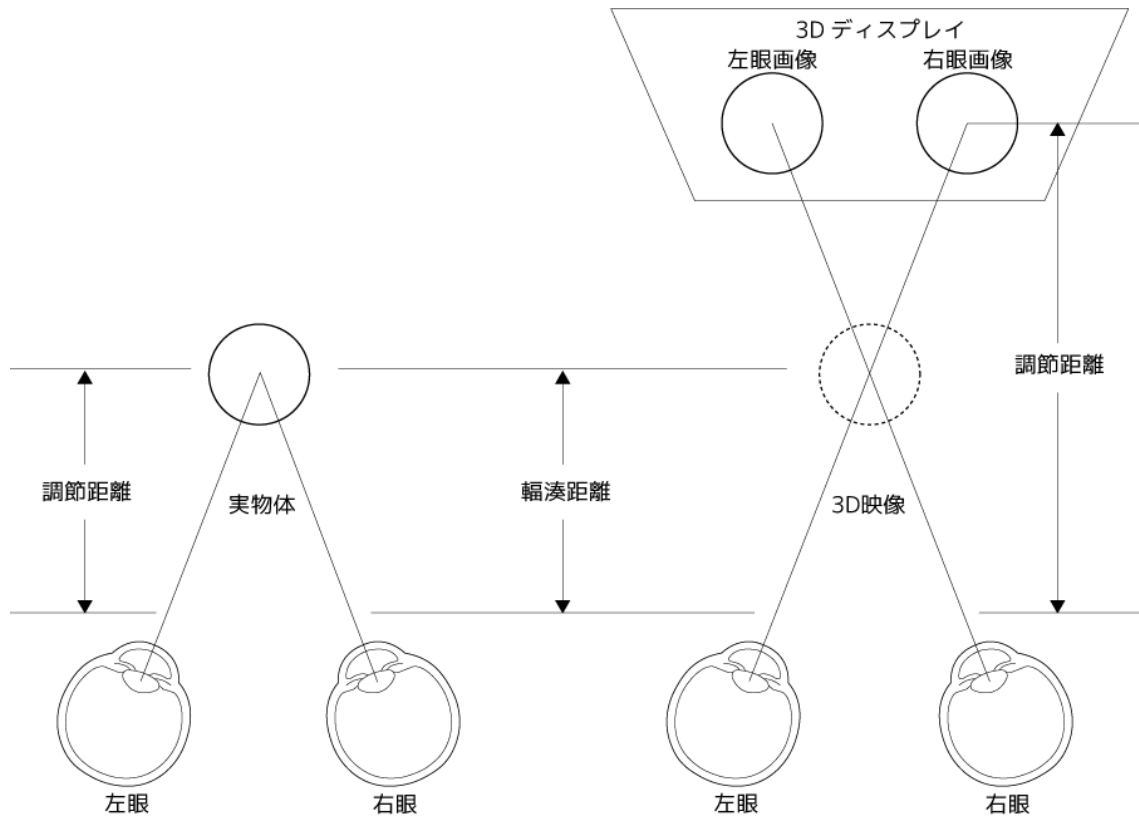 3D ディスプレイ
左眼画像
右眼画像
調節距離
調節距離
実物体
輻湊距離
3D映像
左眼
右眼
左眼
右眼